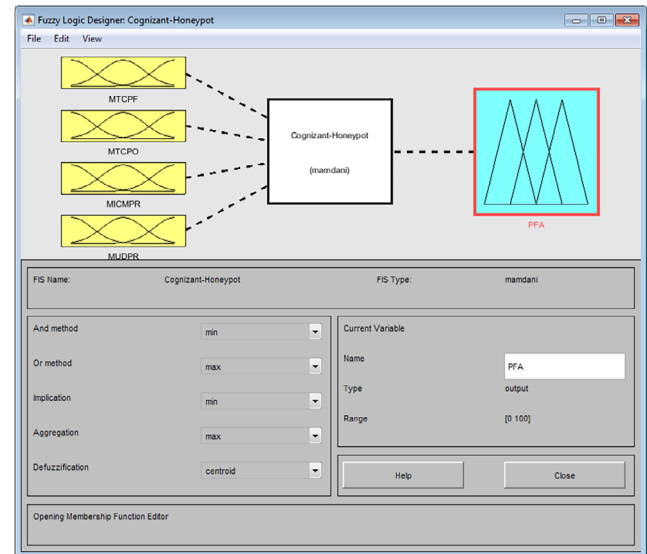 Fuzzy Logic Designer: Cognizant-Honeypot
File Edit View
MTCPF
MTCPO
MICMPR
MUDPR
Cognizant-Honeypot
(mamdani)
PFA
FIS Name: Cognizant-Honeypot FIS Type: mamdani
And method min
Or method max
Implication min
Aggregation max
Defuzzification centroid
Current Variable
Name PFA
Type output
Range [0 100]
Help Close
Opening Membership Function Editor